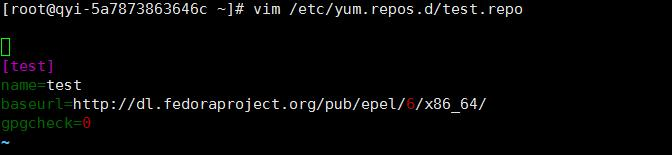 [root@qyi-5a7873863646c ~]# vim /etc/yum.repos.d/test.repo
[test]
name=test
baseurl=http://dl.fedoraproject.org/pub/epel/6/x86_64/
gpgcheck=0
~